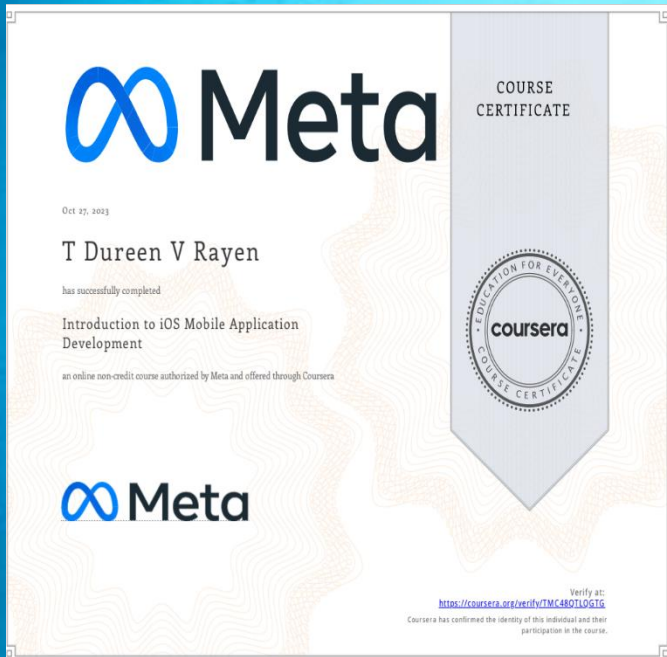 Meta
COURSE
CERTIFICATE
Oct 27, 2023
T Dureen V Rayen
has successfully completed
Introduction to iOS Mobile Application
Development
an online non-credit course authorized by Meta and offered through Coursera
EDUCATION FOR EVERYONE
coursera
COURSE CERTIFICATE
Meta
Verify at:
https://coursera.org/verify/TMC48QTLQGTG
Coursera has confirmed the identity of this individual and their
participation in the course.